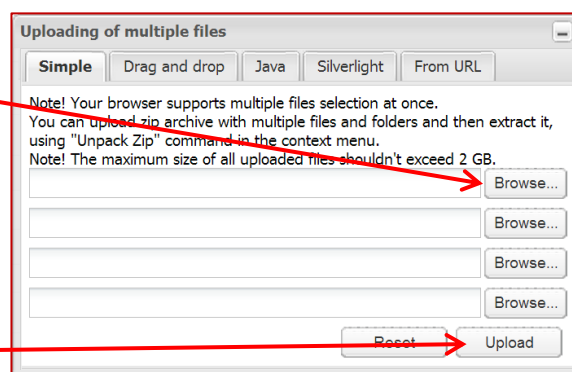 Uploading of multiple files
Simple Drag and drop Java Silverlight From URL
Note! Your browser supports multiple files selection at once.
You can upload zip archive with multiple files and folders and then extract it,
using "Unpack Zip" command in the context menu.
Note! The maximum size of all uploaded files shouldn't exceed 2 GB.
Browse...
Browse...
Browse...
Browse...
Reset Upload